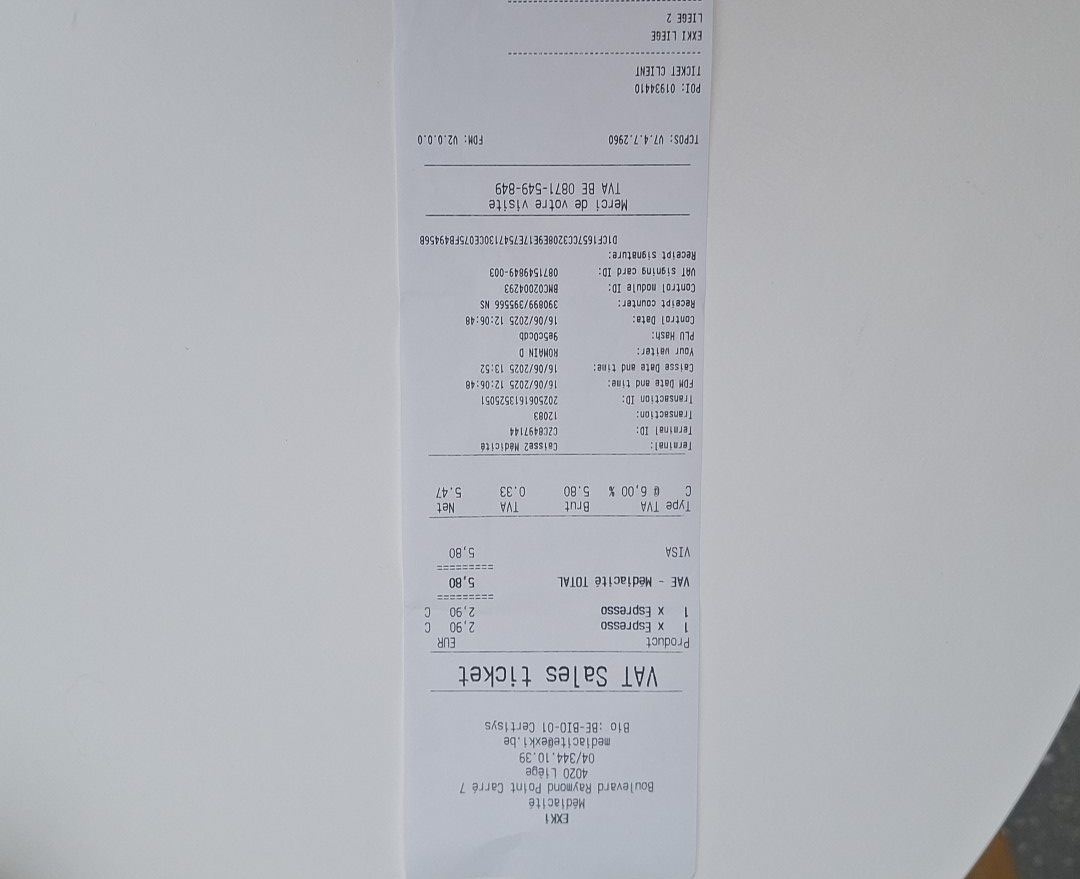 EXKi
Médiacité
Boulevard Raymond Point Carré 7
4020 Liège
04/344.10.39
mediacite@exki.be
Bio :BE-BIO-01 Certisys
VAT Sales ticket
Product EUR
1 x Espresso 2,90 C
1 x Espresso 2,90 C
=========
VAE - Médiacité TOTAL 5,80
=========
VISA 5,80
Type TVA Brut TVA Net
C @ 6,00 % 5.80 0.33 5.47
Terminal: Caisse2 Médicité
Terminal ID: CZC8497144
Transaction: 12083
Transaction ID: 2025061613525051
FDM Date and time: 16/06/2025 12:06:48
Caisse Date and time: 16/06/2025 13:52
Your waiter: ROMAIN D
PLU Hash: 9e5c0cdb
Control Data: 16/06/2025 12:06:48
Receipt counter: 390899/395566 NS
Control module ID: BMC02004293
VAT signing card ID: 0871549849-003
Receipt signature:
D1CF1657CC3208E9E17E75471130CE075FB49456B
Merci de votre visite
TVA BE 0871-549-849
TCPOS: V7.4.7.2960 FDM: V2.0.0.0
POI: 01934410
TICKET CLIENT
--------------------------------
EXKI LIEGE
LIEGE 2
--------------------------------